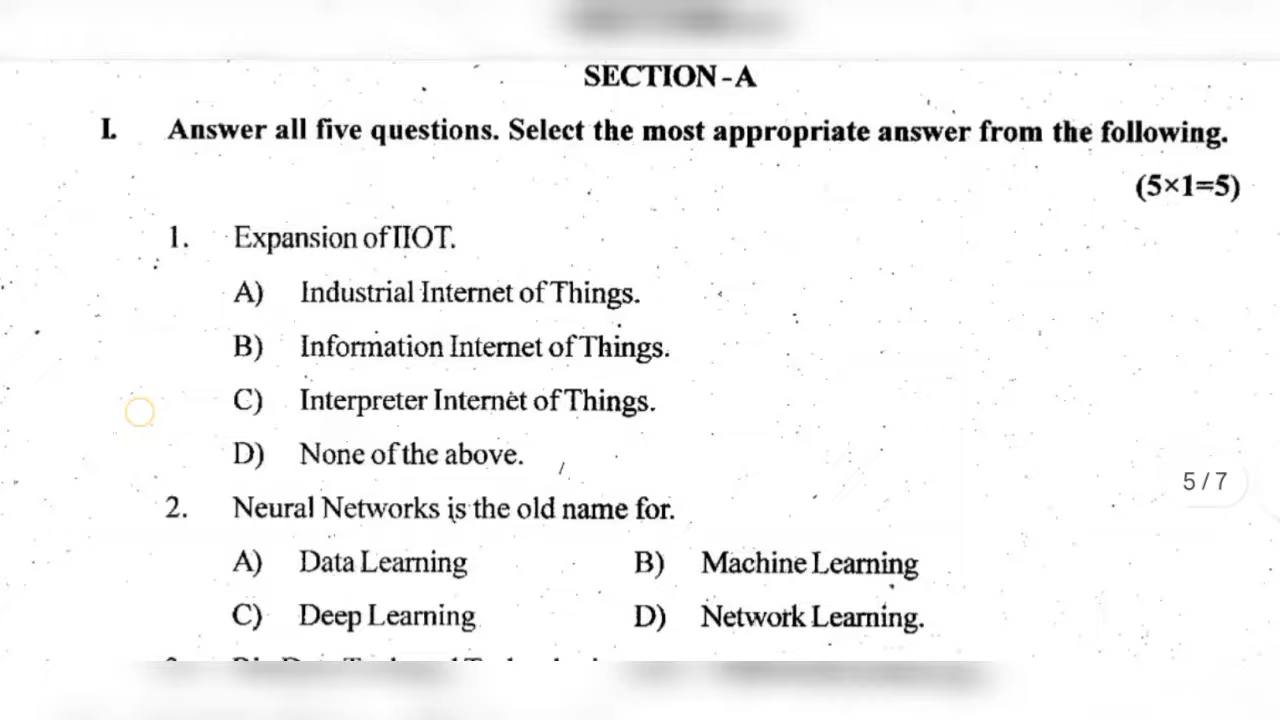 SECTION - A
I. Answer all five questions. Select the most appropriate answer from the following.
(5×1=5)
1. Expansion of IIOT.
A) Industrial Internet of Things.
B) Information Internet of Things.
C) Interpreter Internet of Things.
D) None of the above.
5 / 7
2. Neural Networks is the old name for.
A) Data Learning B) Machine Learning
C) Deep Learning D) Network Learning.